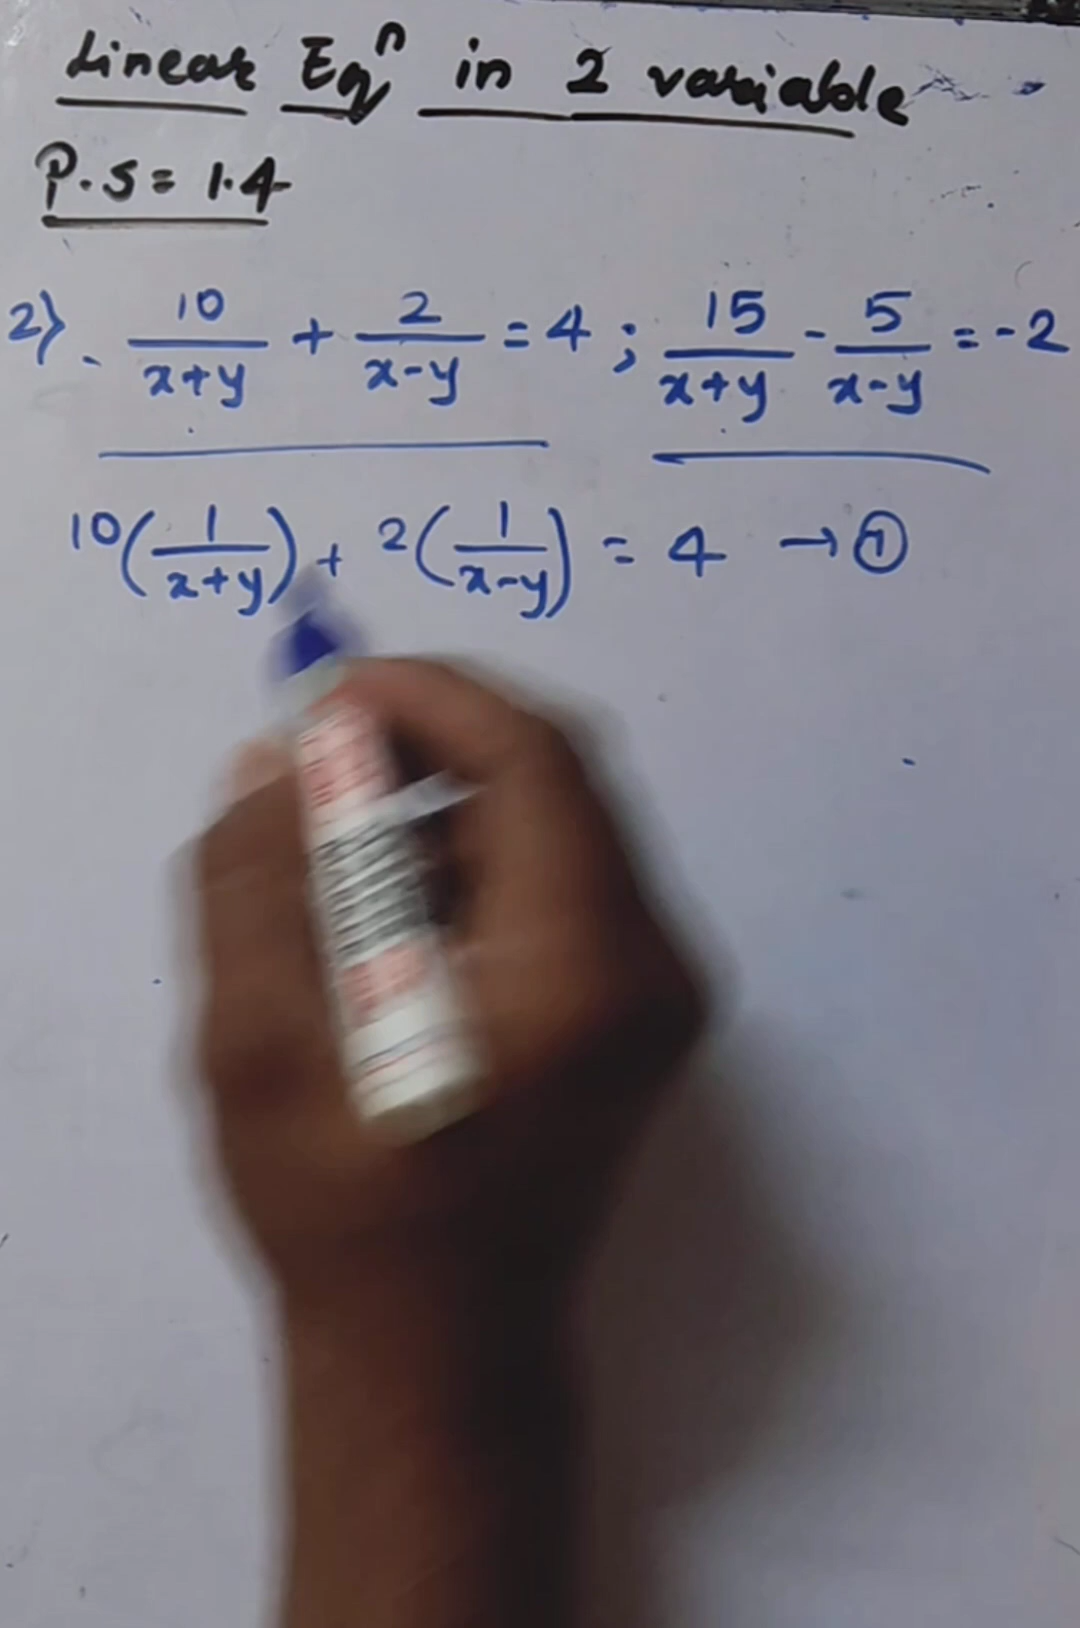 Linear Eqⁿ in 2 variable
P.S = 1.4
2). 10/(x+y) + 2/(x-y) = 4 ; 15/(x+y) - 5/(x-y) = -2
10(1/(x+y)) + 2(1/(x-y)) = 4 → ①